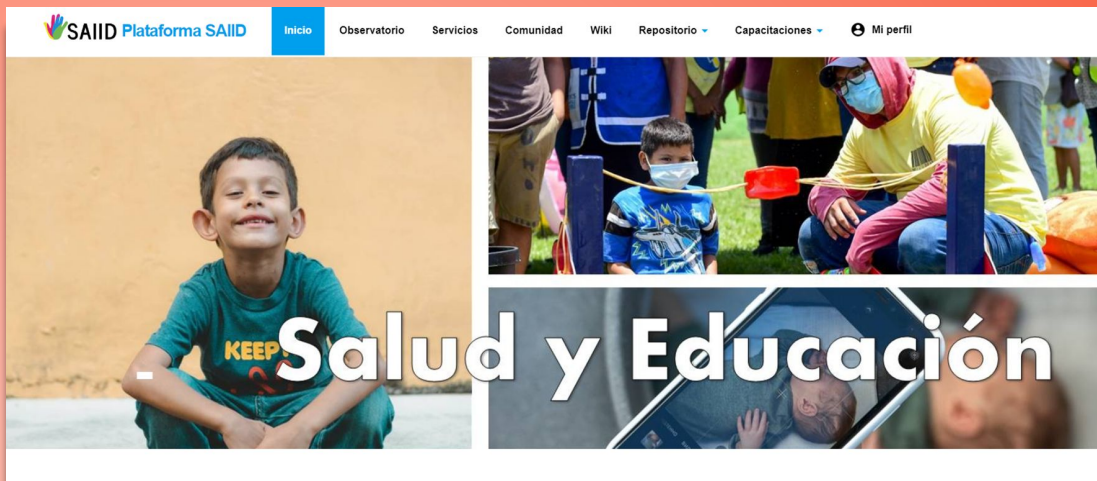 SAIID Plataforma SAIID Inicio Observatorio Servicios Comunidad Wiki Repositorio Capacitaciones Mi perfil
KEEP
Salud y Educación